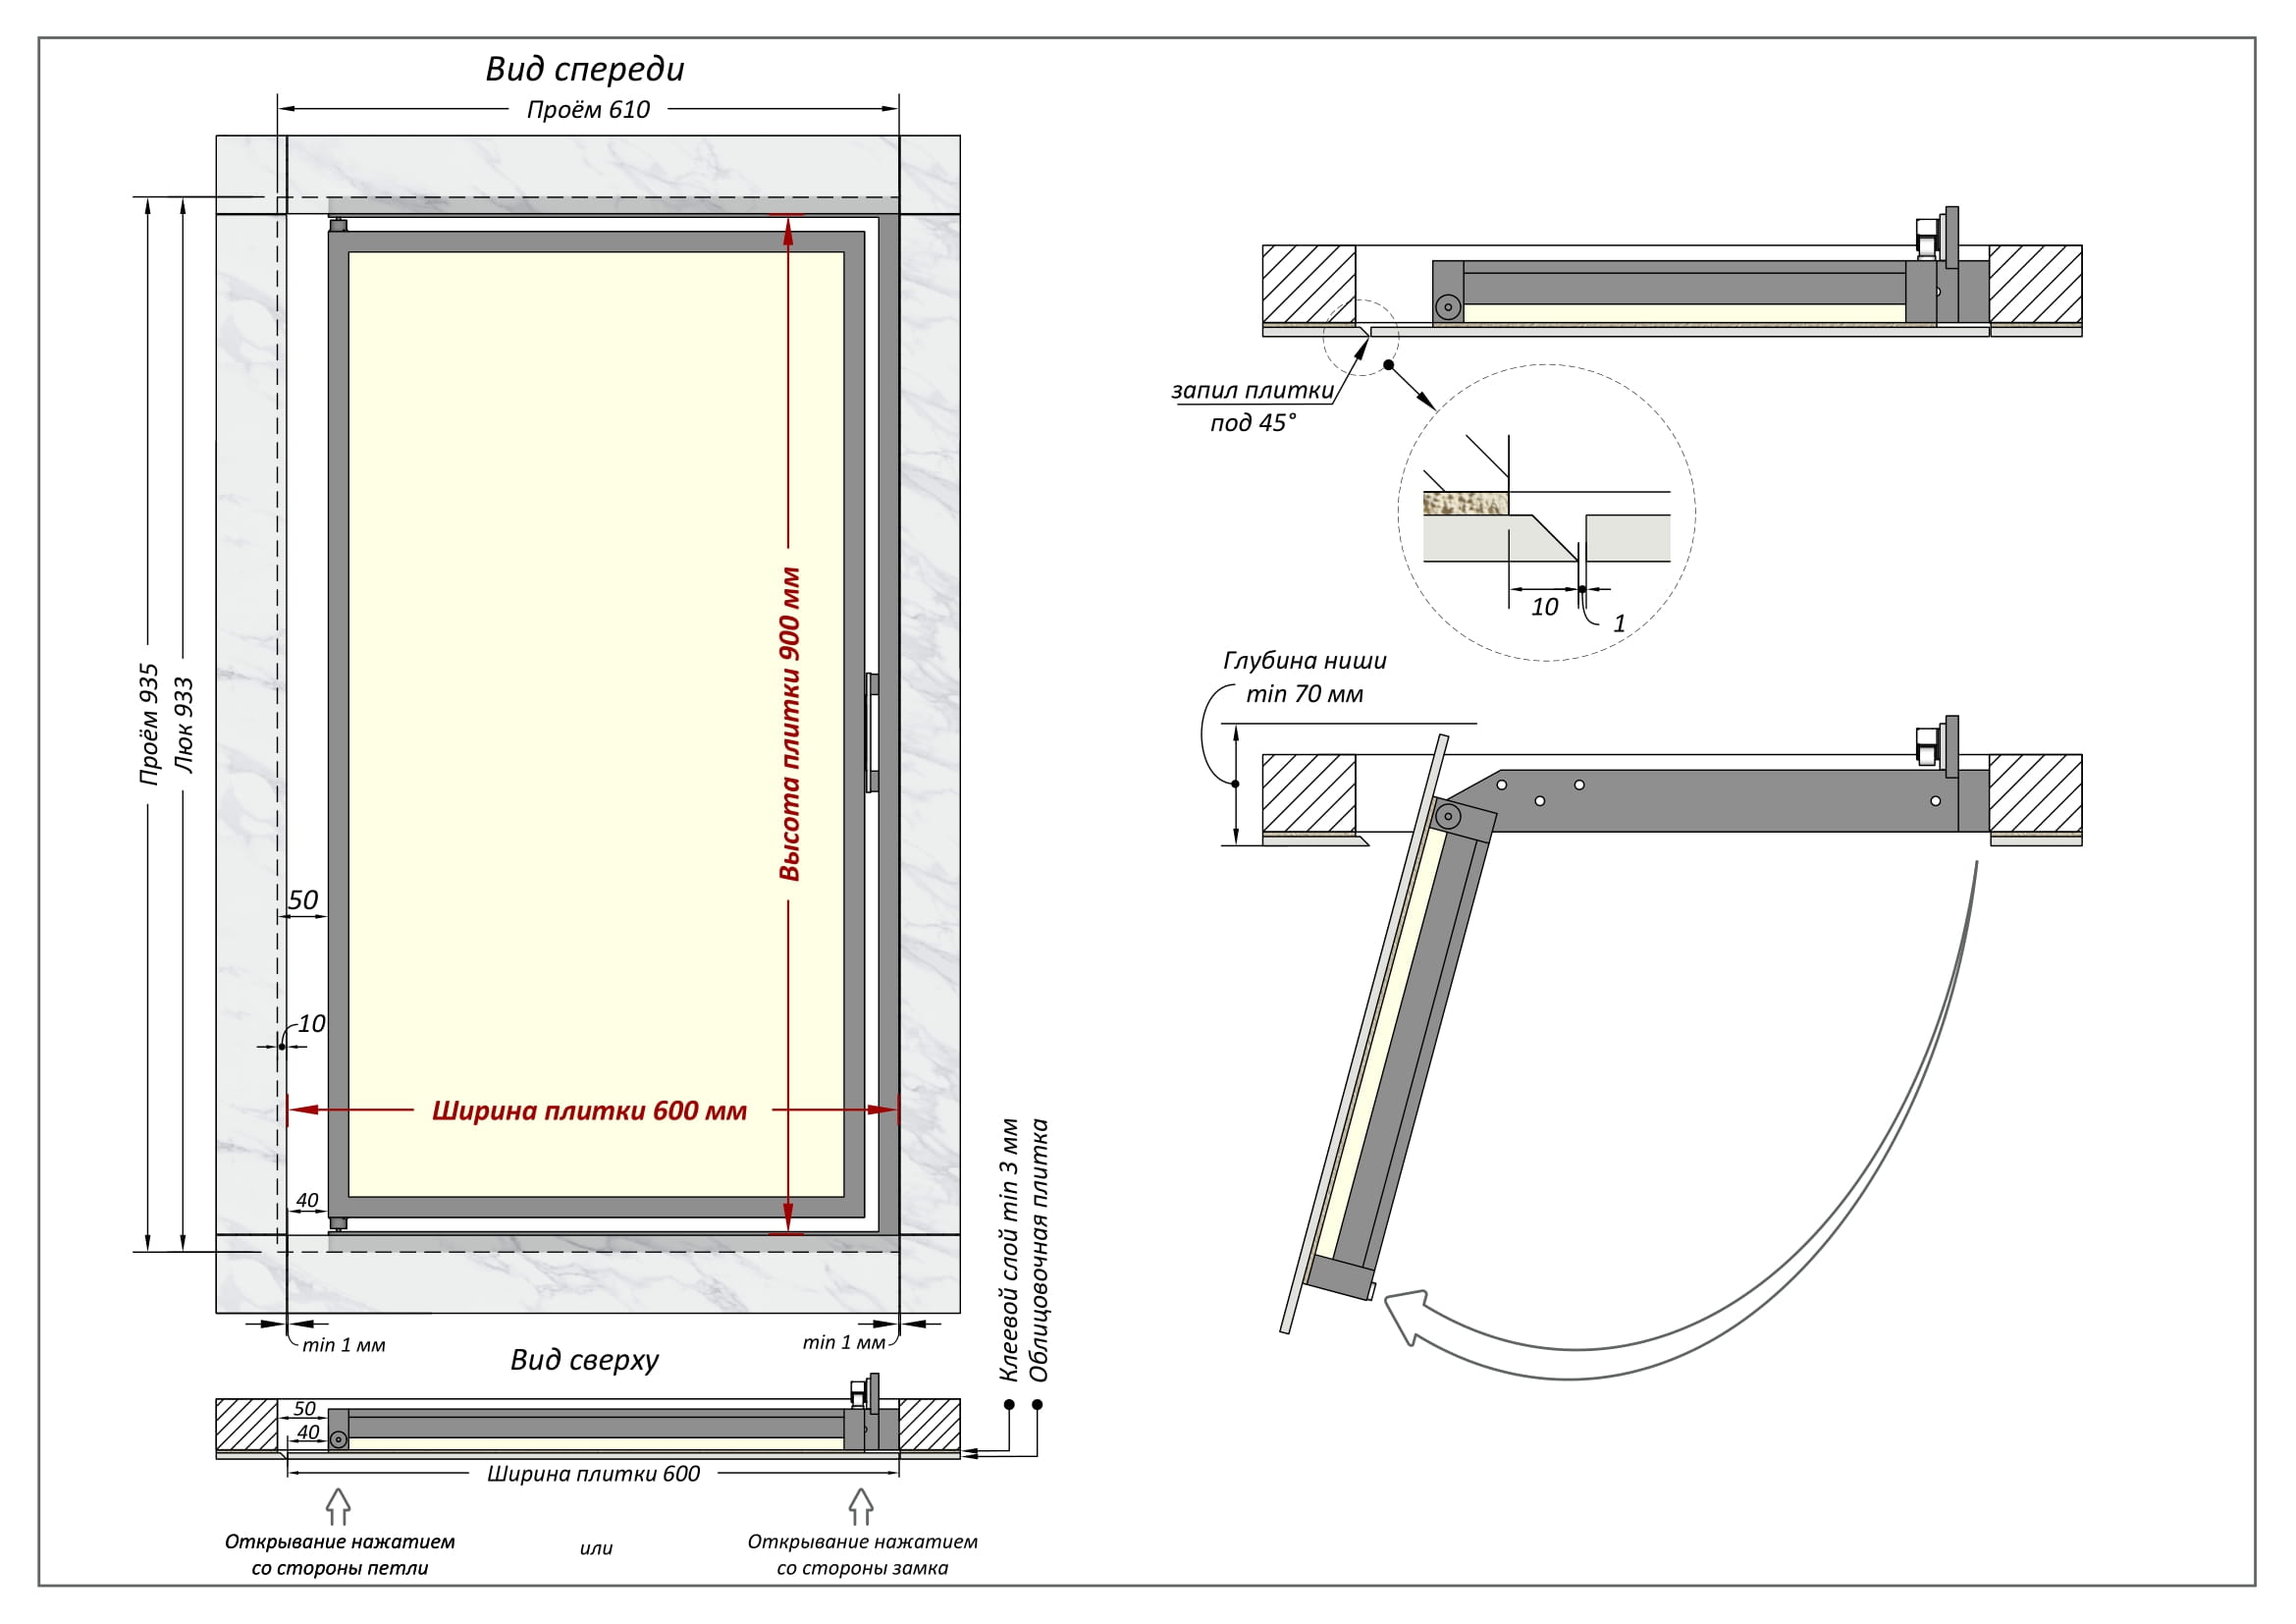 Вид спереди
Проём 610
Проём 935
Люк 933
Высота плитки 900 мм
50
10
Ширина плитки 600 мм
40
min 1 мм
min 1 мм
Вид сверху
50
40
Ширина плитки 600
Клеевой слой min 3 мм
Облицовочная плитка
Открывание нажатием
со стороны петли
или
Открывание нажатием
со стороны замка
запил плитки
под 45°
10
1
Глубина ниши
min 70 мм